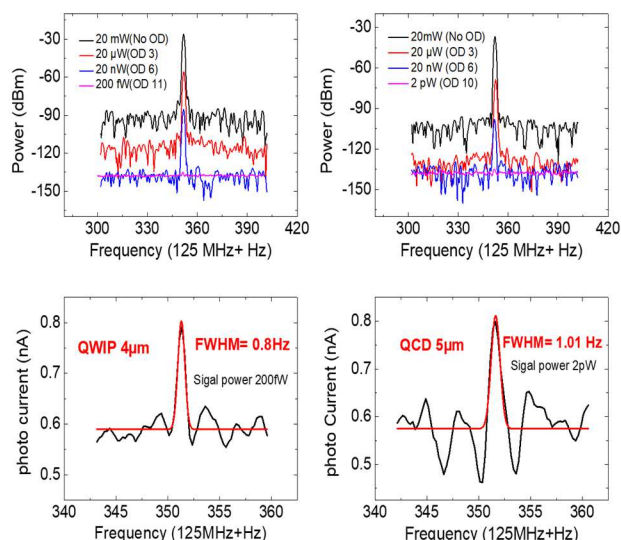 -30
-60
-90
-120
-150
Power (dBm)
20 mW(No OD)
20 μW(OD 3)
20 nW(OD 6)
200 fW(OD 11)
300 330 360 390 420
Frequency (125 MHz+ Hz)
-30
-60
-90
-120
-150
Power (dBm)
20mW(No OD)
20 μW (OD 3)
20 nW (OD 6)
2 pW (OD 10)
300 330 360 390 420
Frequency (125 MHz+ Hz)
0.8
0.7
0.6
0.5
photo Current (nA)
QWIP 4μm
FWHM= 0.8Hz
Sigal power 200fW
340 350 360
Frequency (125MHz+Hz)
0.8
0.7
0.6
0.5
photo Current (nA)
QCD 5μm
FWHM= 1.01 Hz
Sigal power 2pW
340 350 360
Frequency (125MHz+Hz)